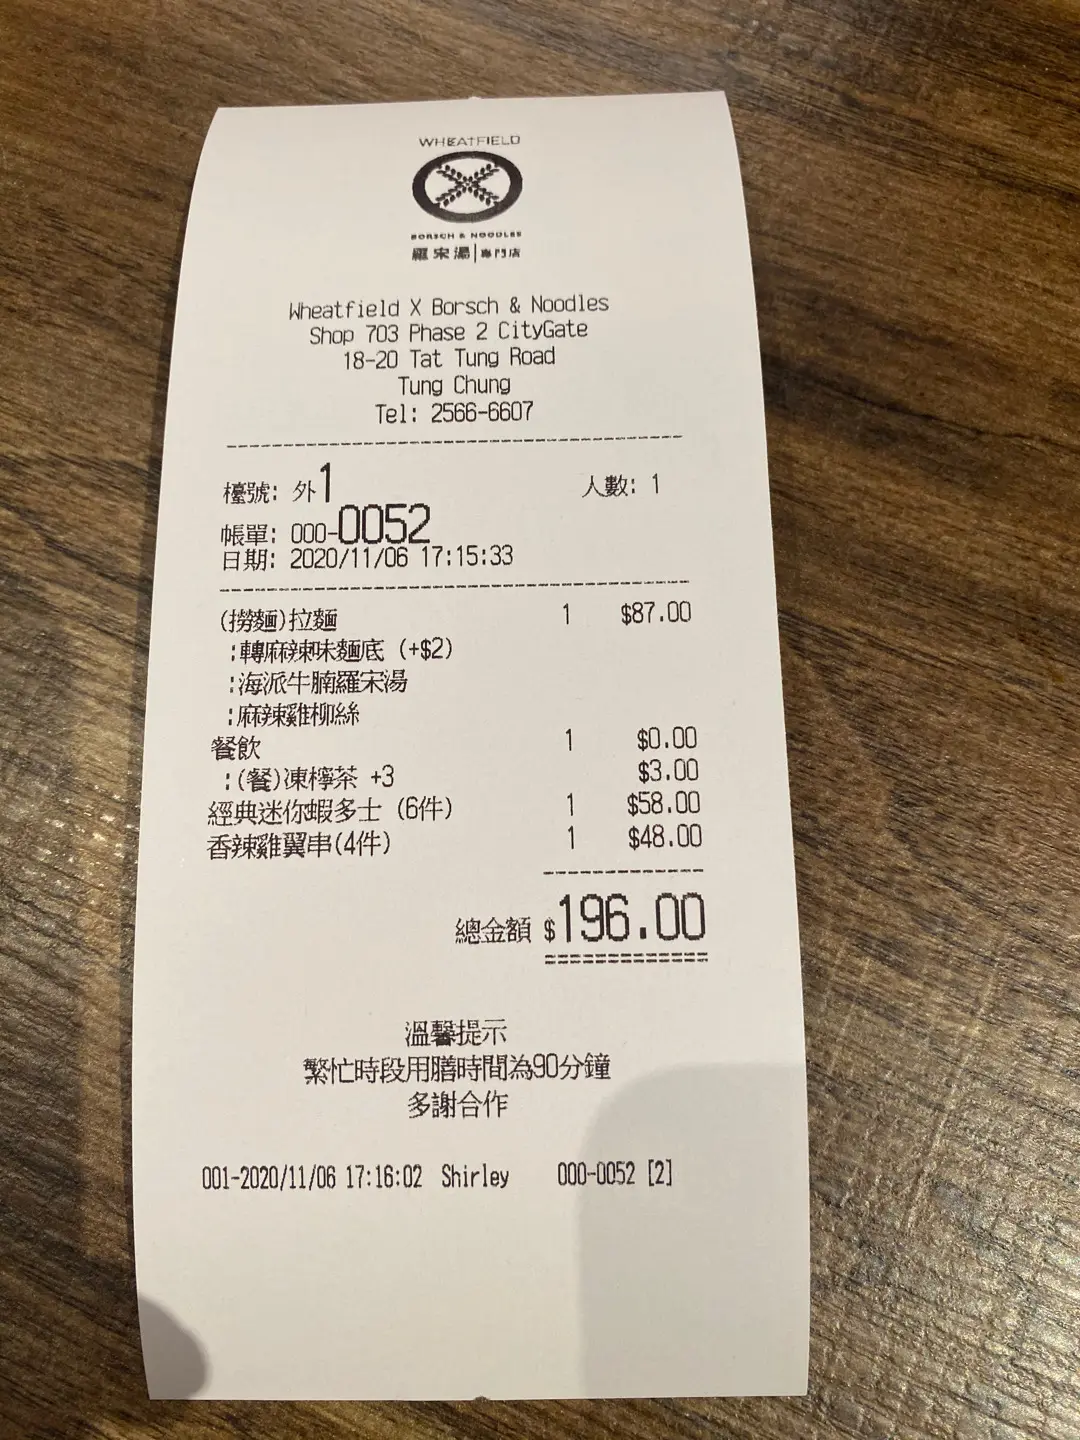 WHEATFIELD
BORSCH & NOODLES
羅宋湯|專門店
Wheatfield X Borsch & Noodles
Shop 703 Phase 2 CityGate
18-20 Tat Tung Road
Tung Chung
Tel: 2566-6607
檯號: 外1 人數: 1
帳單: 000-0052
日期: 2020/11/06 17:15:33
(撈麵)拉麵 1 $87.00
:轉麻辣味麵底 (+$2)
:海派牛腩羅宋湯
:麻辣雞柳絲
餐飲 1 $0.00
:(餐)凍檸茶 +3 $3.00
經典迷你蝦多士 (6件) 1 $58.00
香辣雞翼串(4件) 1 $48.00
總金額 $196.00
溫馨提示
繁忙時段用膳時間為90分鐘
多謝合作
001-2020/11/06 17:16:02 Shirley 000-0052 [2]